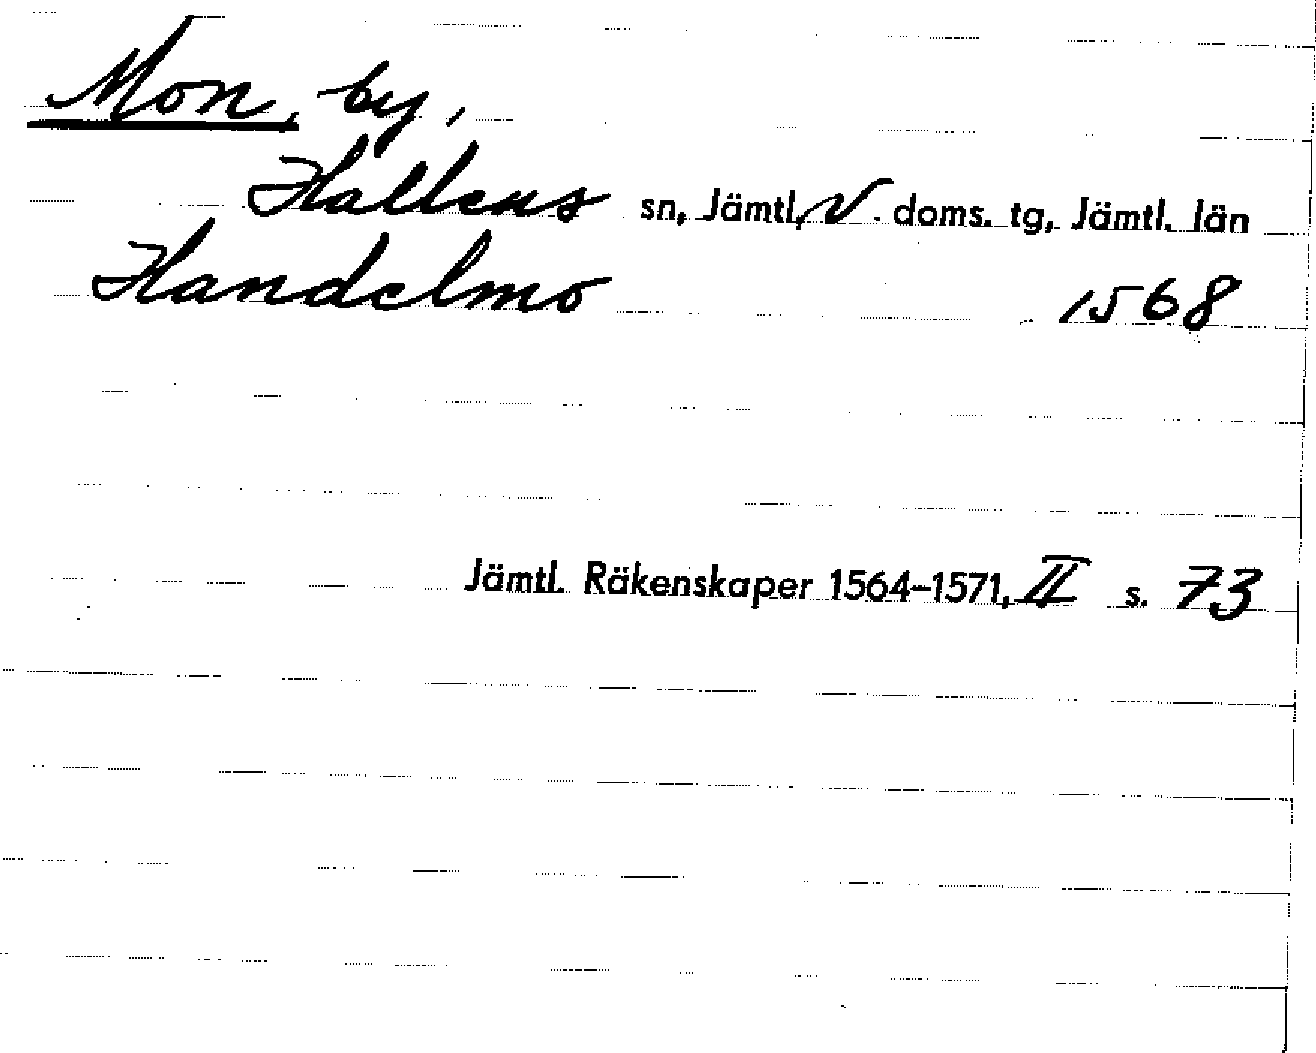 Mon, by,
Hallens sn, Jämtl, V. doms. tg, Jämtl. län
Handelmo 1568
Jämtl. Räkenskaper 1564–1571, II s. 73